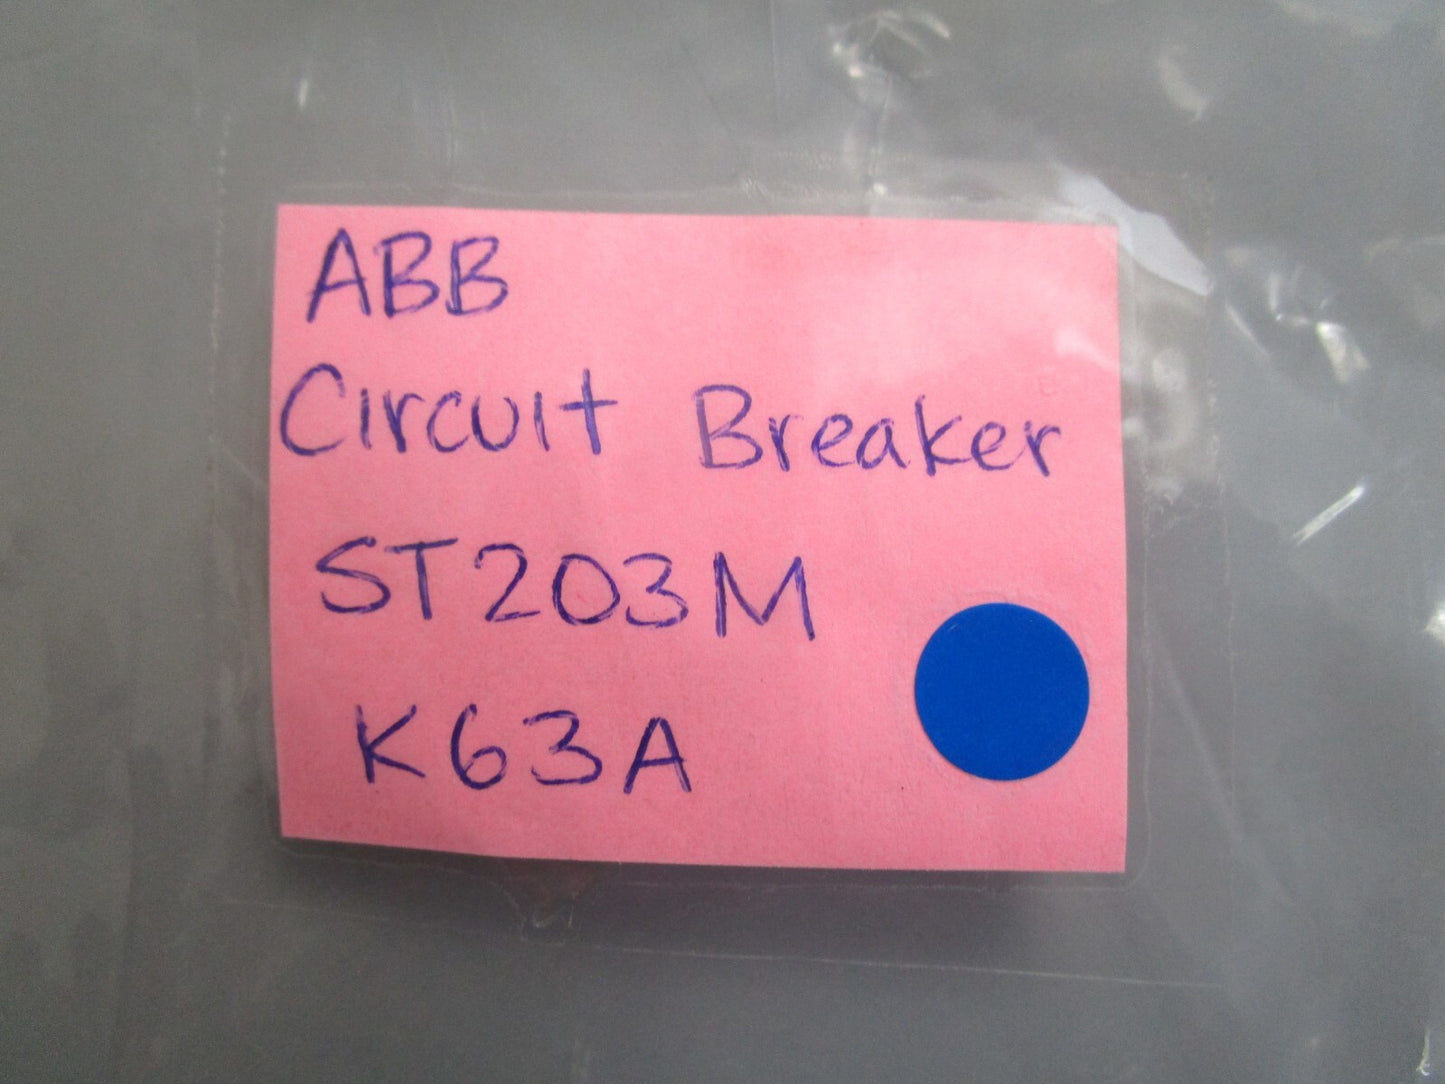 ABB
Circuit Breaker
ST203M
K63A